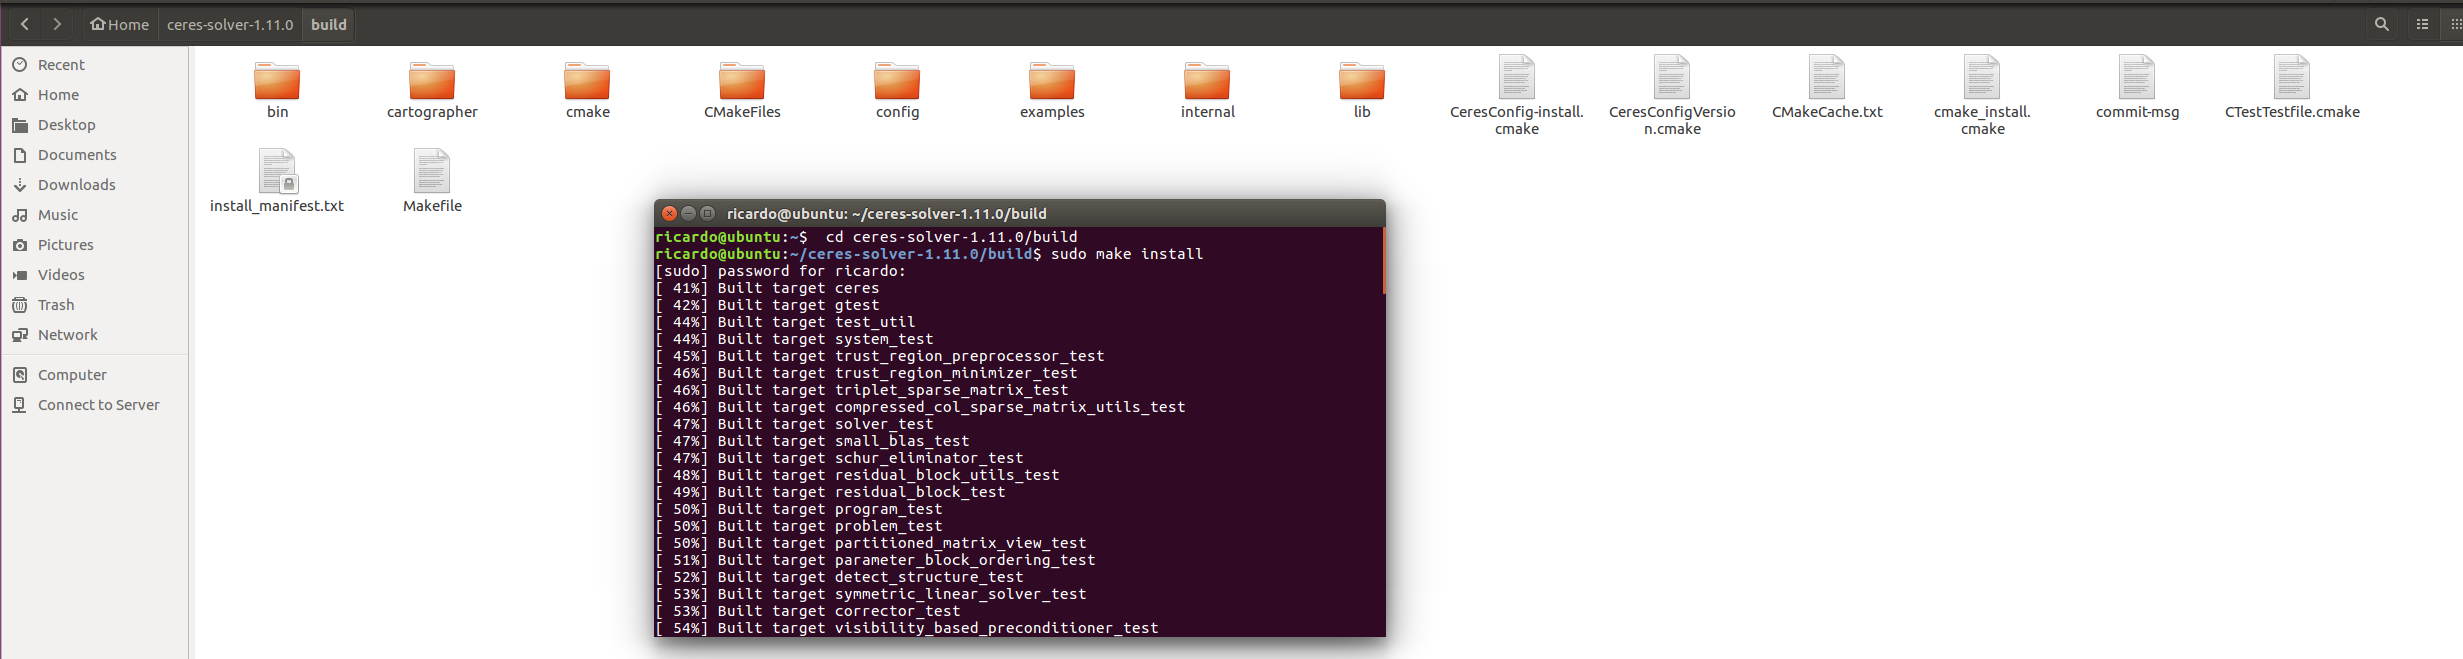 Home ceres-solver-1.11.0 build
Recent
Home
Desktop
Documents
Downloads
Music
Pictures
Videos
Trash
Network
Computer
Connect to Server
bin
cartographer
cmake
CMakeFiles
config
examples
internal
lib
CeresConfig-install.
cmake
CeresConfigVersio
n.cmake
CMakeCache.txt
cmake_install.
cmake
commit-msg
CTestTestfile.cmake
install_manifest.txt
Makefile
ricardo@ubuntu: ~/ceres-solver-1.11.0/build
ricardo@ubuntu:~$  cd ceres-solver-1.11.0/build
ricardo@ubuntu:~/ceres-solver-1.11.0/build$ sudo make install
[sudo] password for ricardo:
[ 41%] Built target ceres
[ 42%] Built target gtest
[ 44%] Built target test_util
[ 44%] Built target system_test
[ 45%] Built target trust_region_preprocessor_test
[ 46%] Built target trust_region_minimizer_test
[ 46%] Built target triplet_sparse_matrix_test
[ 46%] Built target compressed_col_sparse_matrix_utils_test
[ 47%] Built target solver_test
[ 47%] Built target small_blas_test
[ 47%] Built target schur_eliminator_test
[ 48%] Built target residual_block_utils_test
[ 49%] Built target residual_block_test
[ 50%] Built target program_test
[ 50%] Built target problem_test
[ 50%] Built target partitioned_matrix_view_test
[ 51%] Built target parameter_block_ordering_test
[ 52%] Built target detect_structure_test
[ 53%] Built target symmetric_linear_solver_test
[ 53%] Built target corrector_test
[ 54%] Built target visibility_based_preconditioner_test